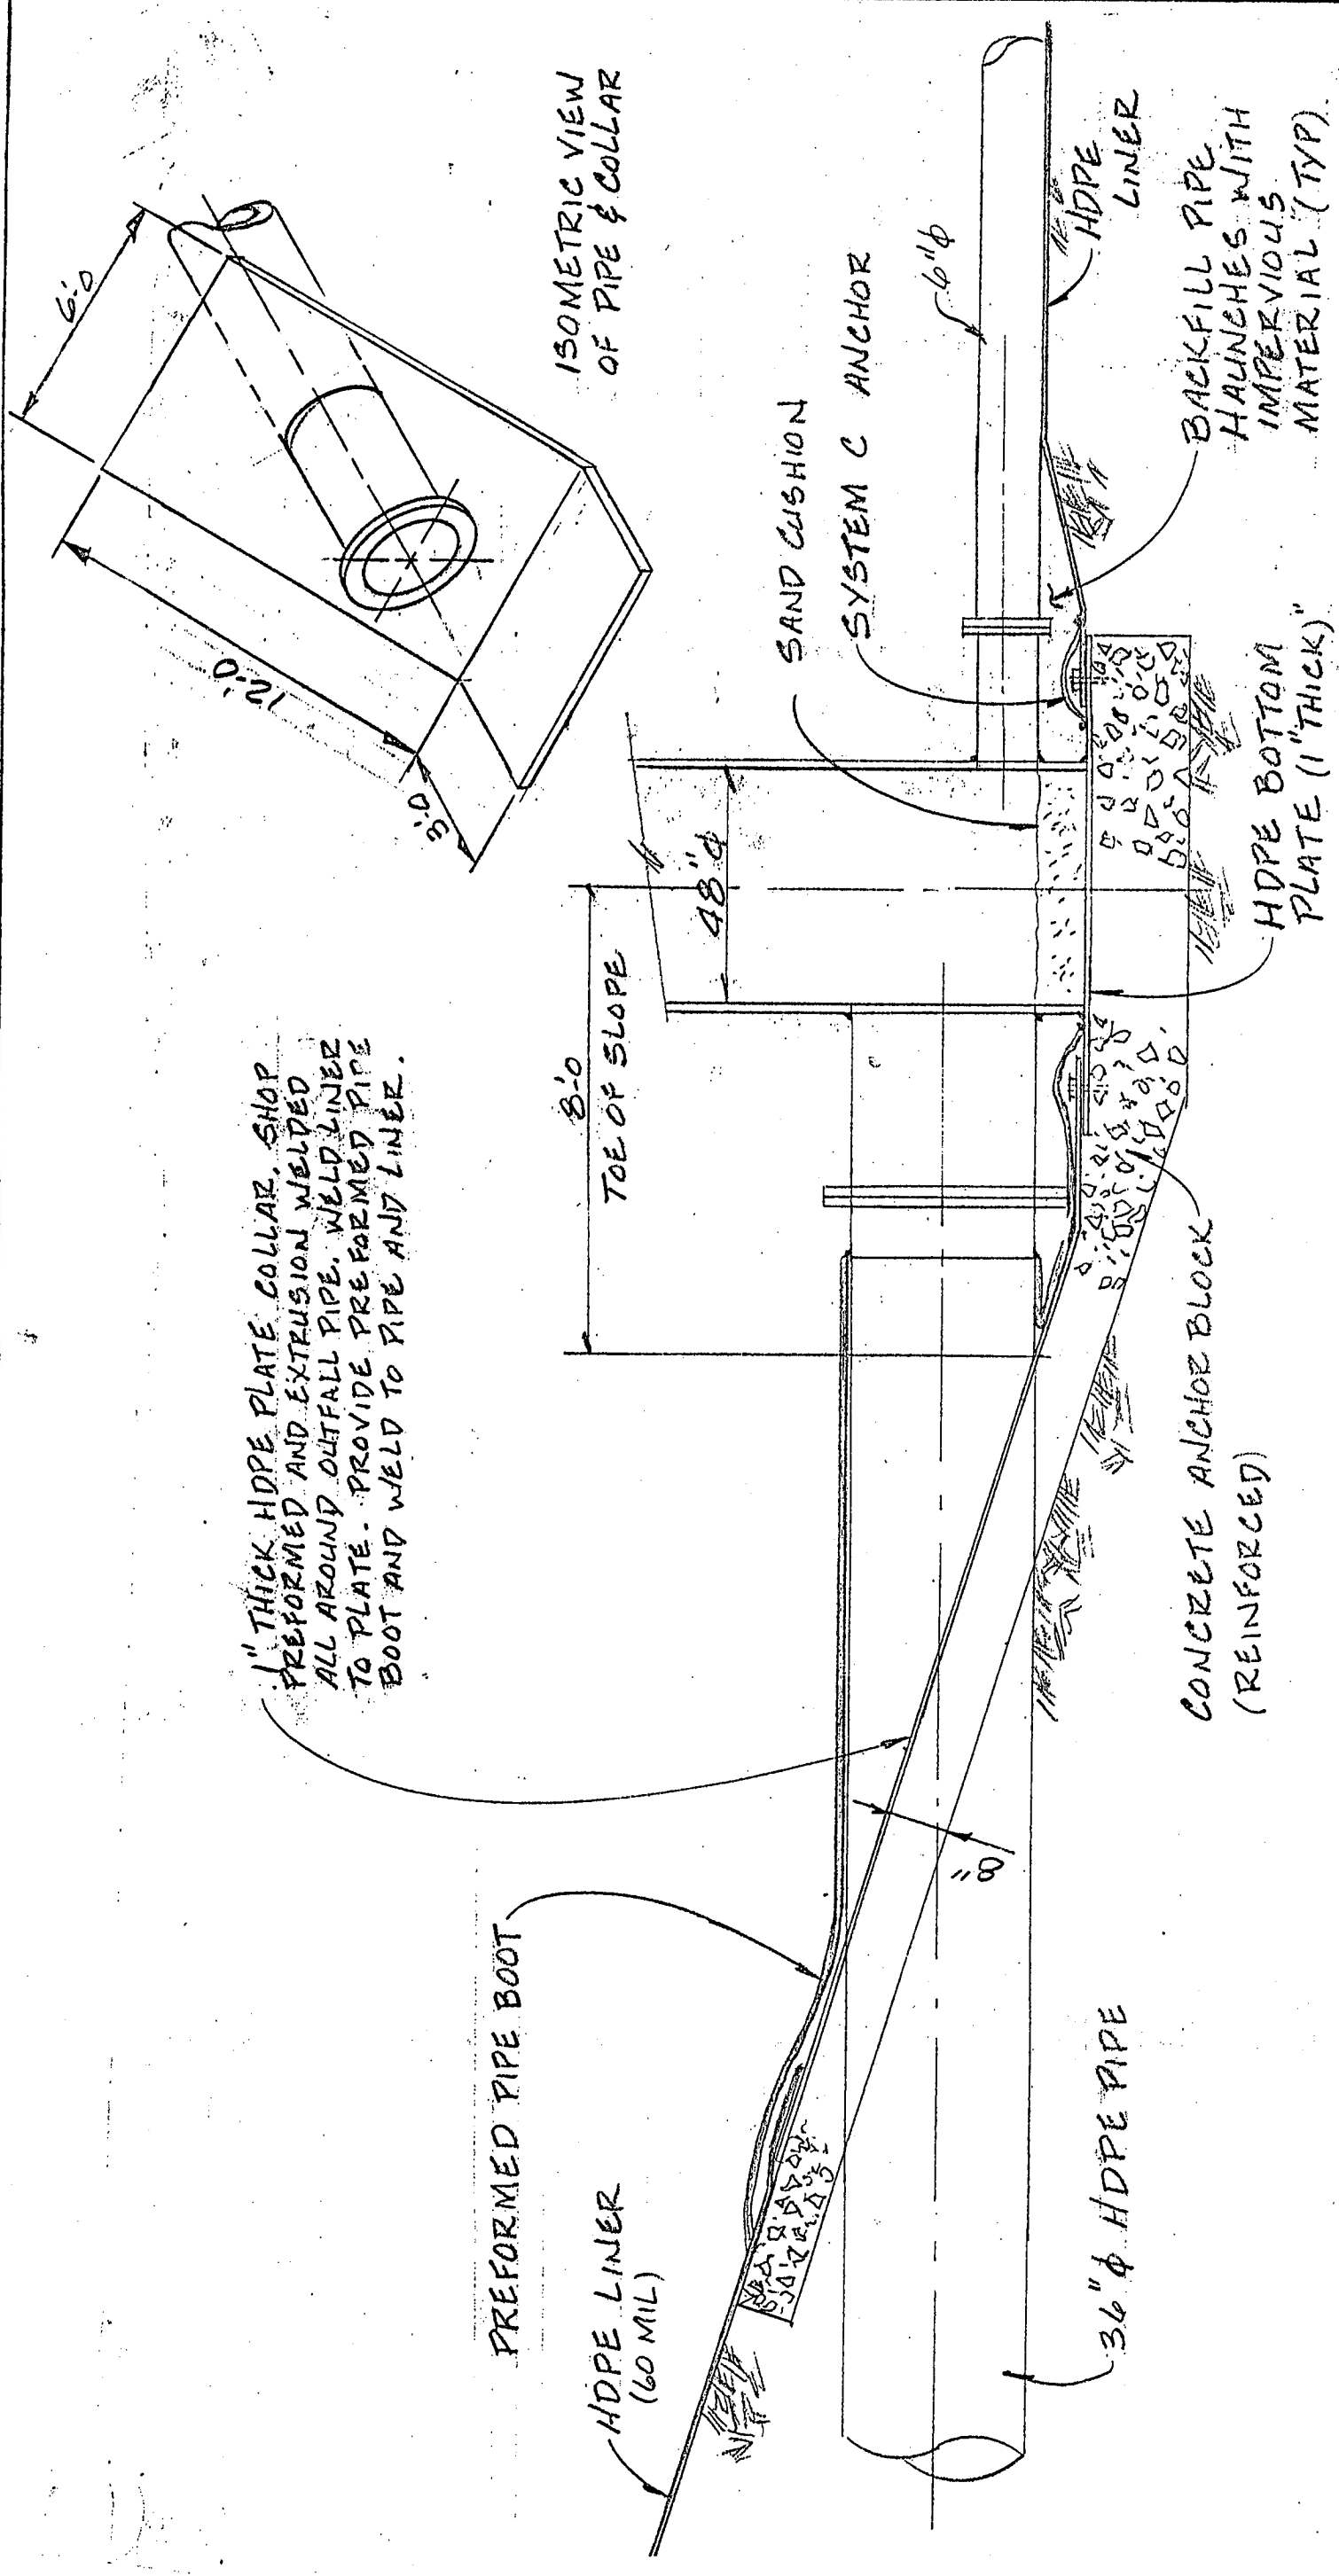 1" THICK HDPE PLATE COLLAR. SHOP
PREFORMED AND EXTRUSION WELDED
ALL AROUND OUTFALL PIPE. WELD LINER
TO PLATE. PROVIDE PREFORMED PIPE
BOOT AND WELD TO PIPE AND LINER.
6'-0
12'-0
3'-0
ISOMETRIC VIEW
OF PIPE & COLLAR
PREFORMED PIPE BOOT
HDPE LINER
(60 MIL)
8'-0
TOE OF SLOPE
48"φ
SAND CUSHION
SYSTEM C ANCHOR
6"φ
HDPE
LINER
8"
36"φ HDPE PIPE
CONCRETE ANCHOR BLOCK
(REINFORCED)
HDPE BOTTOM
PLATE (1" THICK)"
BACKFILL PIPE
HAUNCHES WITH
IMPERVIOUS
MATERIAL (TYP).